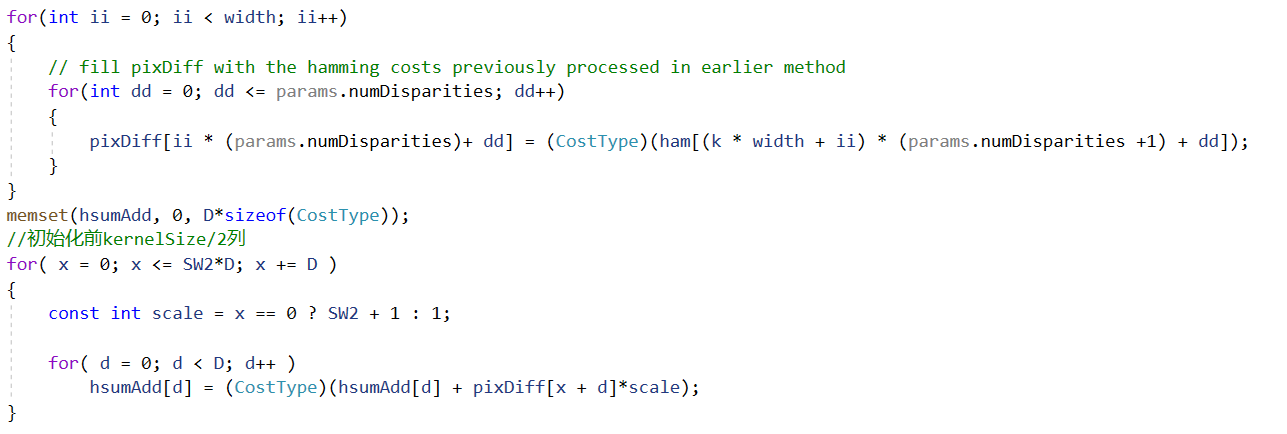 for(int ii = 0; ii < width; ii++)
{
    // fill pixDiff with the hamming costs previously processed in earlier method
    for(int dd = 0; dd <= params.numDisparities; dd++)
    {
        pixDiff[ii * (params.numDisparities)+ dd] = (CostType)(ham[(k * width + ii) * (params.numDisparities +1) + dd]);
    }
}
memset(hsumAdd, 0, D*sizeof(CostType));
//初始化前kernelSize/2列
for( x = 0; x <= SW2*D; x += D )
{
    const int scale = x == 0 ? SW2 + 1 : 1;
    for( d = 0; d < D; d++ )
        hsumAdd[d] = (CostType)(hsumAdd[d] + pixDiff[x + d]*scale);
}